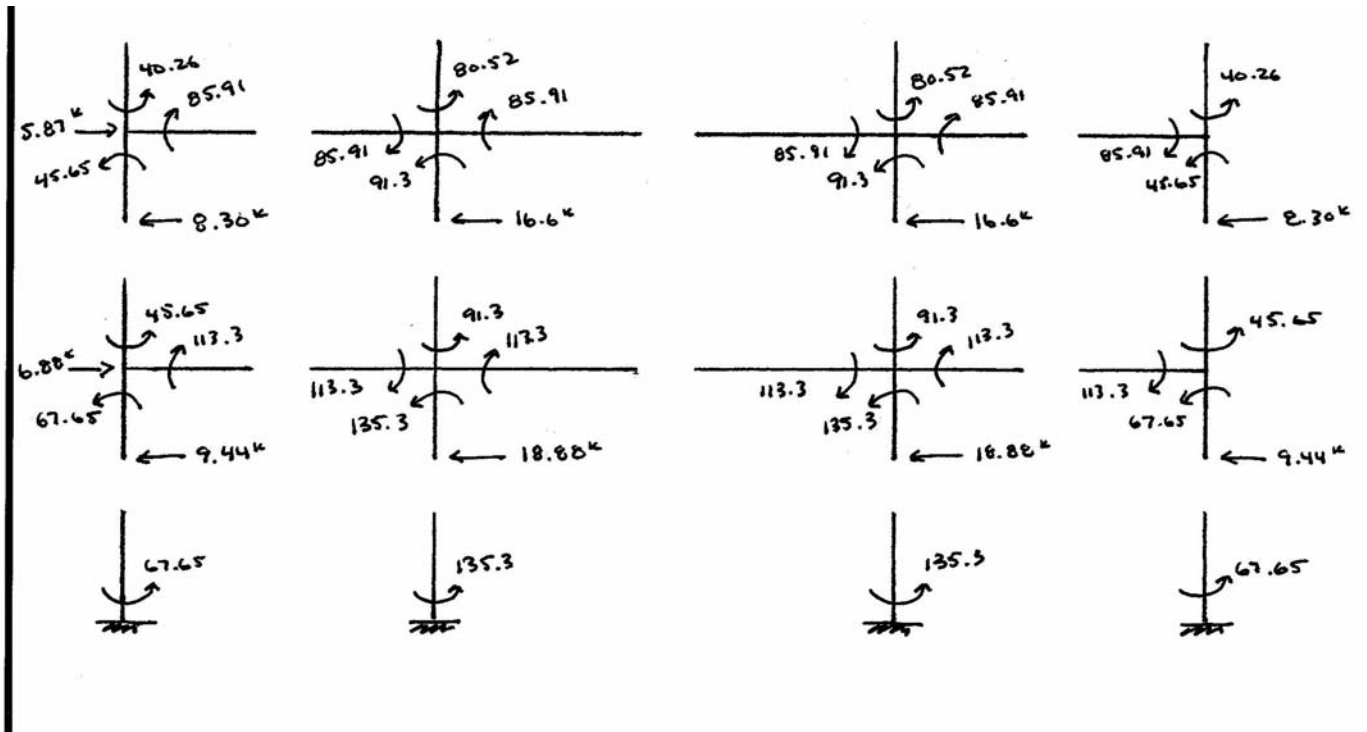 40.26 80.52 80.52 40.26
5.87ᵏ 85.91 85.91 85.91
85.91 85.91 85.91
45.65 91.3 91.3 45.65
8.30ᵏ 16.6ᵏ 16.6ᵏ 8.30ᵏ
45.65 91.3 91.3 45.65
6.88ᵏ 113.3 113.3 113.3
113.3 113.3 113.3
67.65 135.3 135.3 67.65
9.44ᵏ 18.88ᵏ 18.88ᵏ 9.44ᵏ
67.65 135.3 135.3 67.65